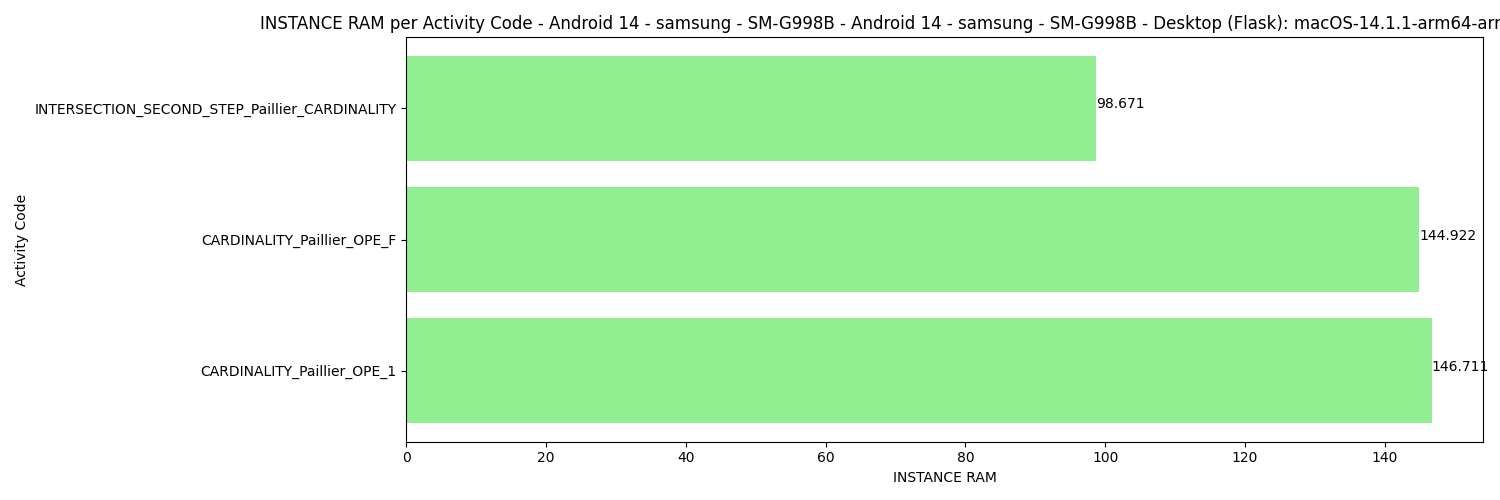 INSTANCE RAM per Activity Code - Android 14 - samsung - SM-G998B - Android 14 - samsung - SM-G998B - Desktop (Flask): macOS-14.1.1-arm64-arr
INTERSECTION_SECOND_STEP_Paillier_CARDINALITY
98.671
CARDINALITY_Paillier_OPE_F
144.922
CARDINALITY_Paillier_OPE_1
146.711
Activity Code
0 20 40 60 80 100 120 140
INSTANCE RAM